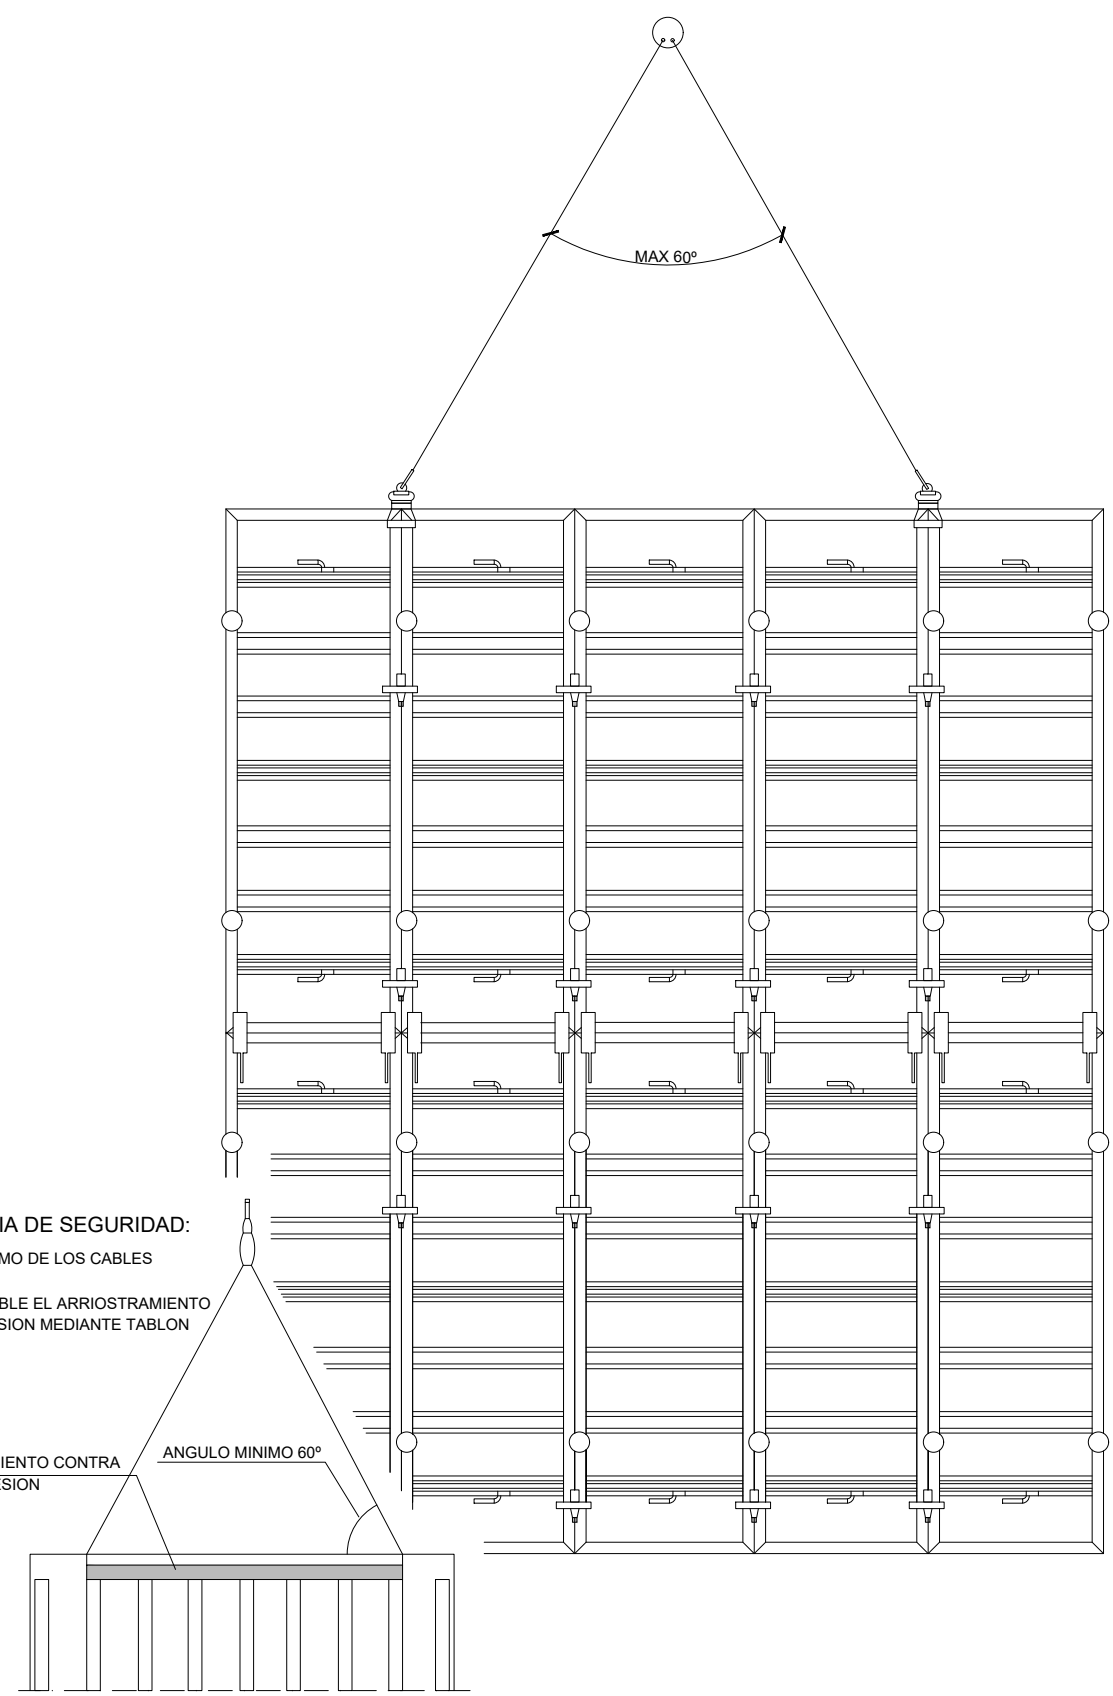 MAX 60º
IA DE SEGURIDAD:
MO DE LOS CABLES
BLE EL ARRIOSTRAMIENTO
SION MEDIANTE TABLON
ANGULO MINIMO 60º
IENTO CONTRA
ESION